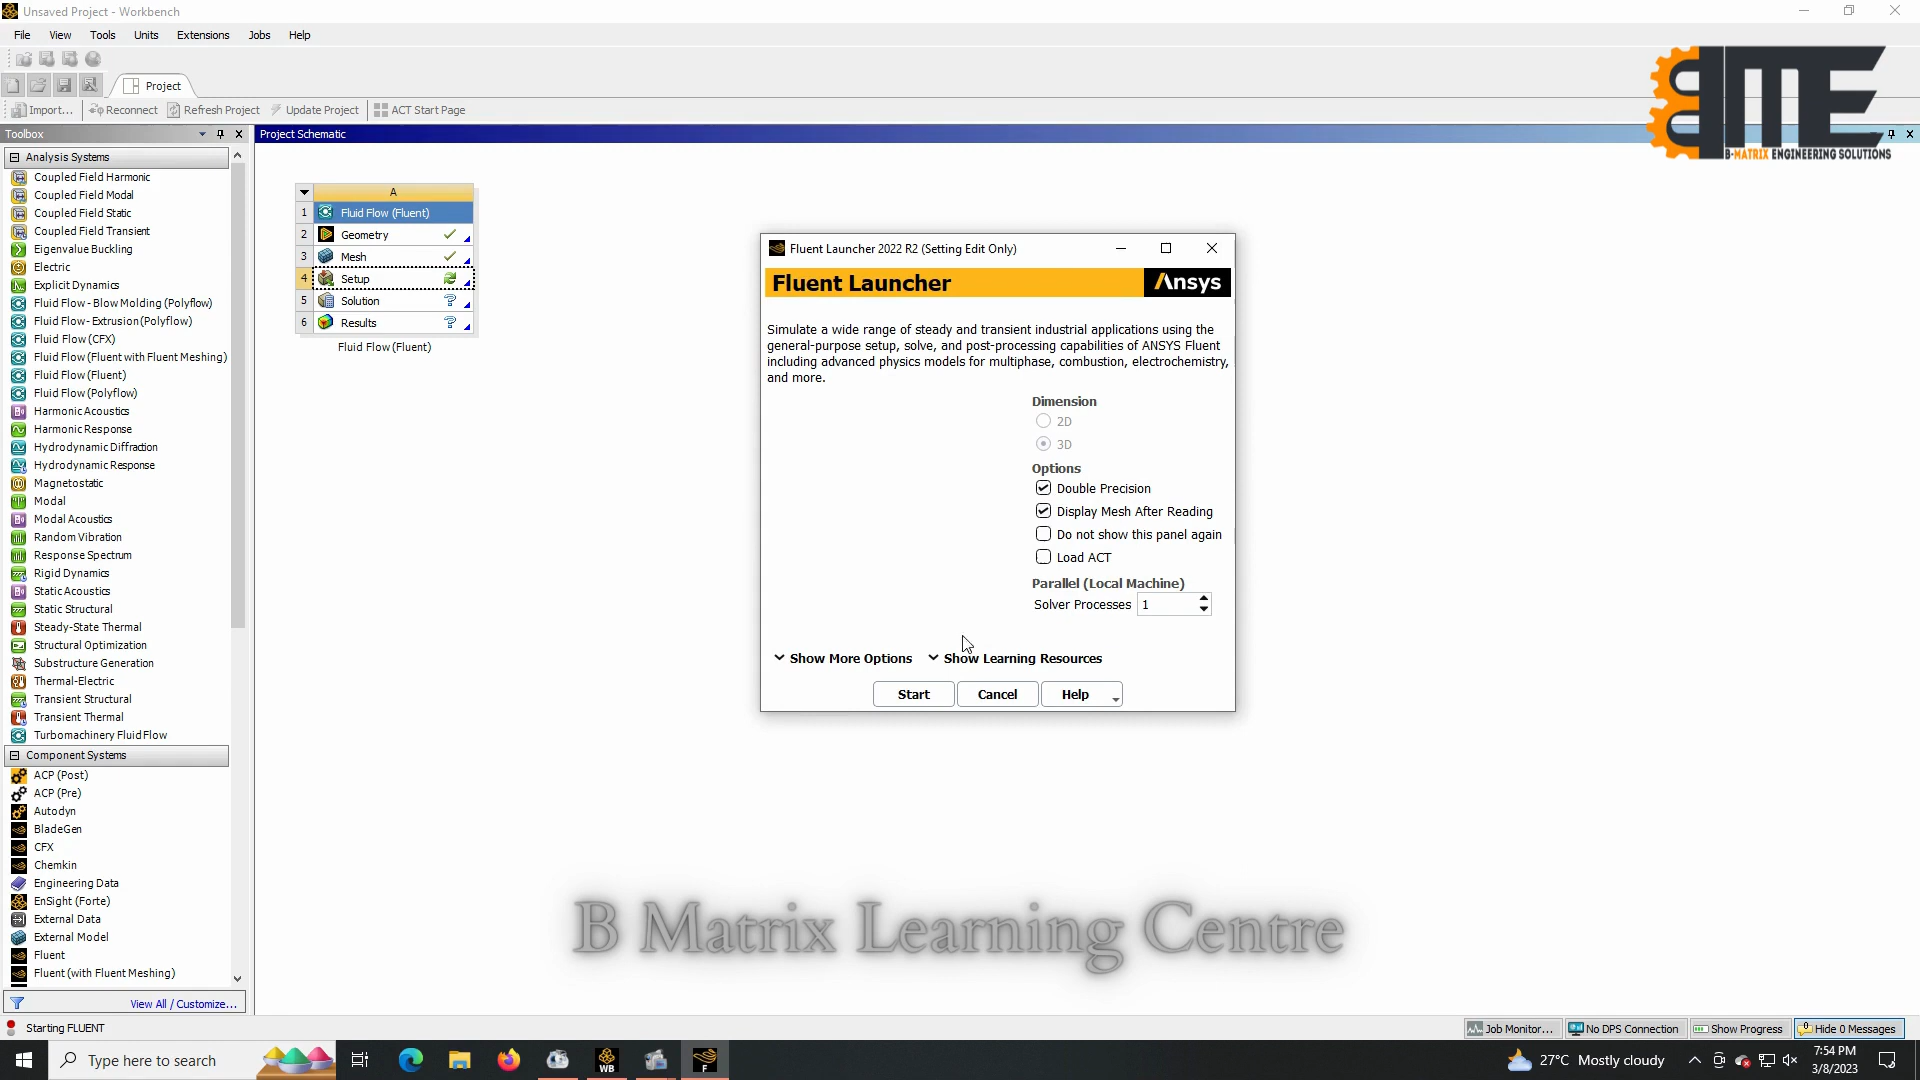 Unsaved Project - Workbench
File View Tools Units Extensions Jobs Help
Project
Import... Reconnect Refresh Project Update Project ACT Start Page
BME
B-MATRIX ENGINEERING SOLUTIONS
Toolbox
Project Schematic
Analysis Systems
Coupled Field Harmonic
Coupled Field Modal
Coupled Field Static
Coupled Field Transient
Eigenvalue Buckling
Electric
Explicit Dynamics
Fluid Flow - Blow Molding (Polyflow)
Fluid Flow - Extrusion (Polyflow)
Fluid Flow (CFX)
Fluid Flow (Fluent with Fluent Meshing)
Fluid Flow (Fluent)
Fluid Flow (Polyflow)
Harmonic Acoustics
Harmonic Response
Hydrodynamic Diffraction
Hydrodynamic Response
Magnetostatic
Modal
Modal Acoustics
Random Vibration
Response Spectrum
Rigid Dynamics
Static Acoustics
Static Structural
Steady-State Thermal
Structural Optimization
Substructure Generation
Thermal-Electric
Transient Structural
Transient Thermal
Turbomachinery Fluid Flow
Component Systems
ACP (Post)
ACP (Pre)
Autodyn
BladeGen
CFX
Chemkin
Engineering Data
EnSight (Forte)
External Data
External Model
Fluent
Fluent (with Fluent Meshing)
View All / Customize...
A
1 Fluid Flow (Fluent)
2 Geometry
3 Mesh
4 Setup
5 Solution ?
6 Results ?
Fluid Flow (Fluent)
Fluent Launcher 2022 R2 (Setting Edit Only)
Fluent Launcher
Ansys
Simulate a wide range of steady and transient industrial applications using the
general-purpose setup, solve, and post-processing capabilities of ANSYS Fluent
including advanced physics models for multiphase, combustion, electrochemistry,
and more.
Dimension
2D
3D
Options
Double Precision
Display Mesh After Reading
Do not show this panel again
Load ACT
Parallel (Local Machine)
Solver Processes 1
Show More Options Show Learning Resources
Start Cancel Help
B Matrix Learning Centre
Starting FLUENT
Job Monitor... No DPS Connection Show Progress Hide 0 Messages
Type here to search
WB
F
27°C Mostly cloudy
7:54 PM
3/8/2023